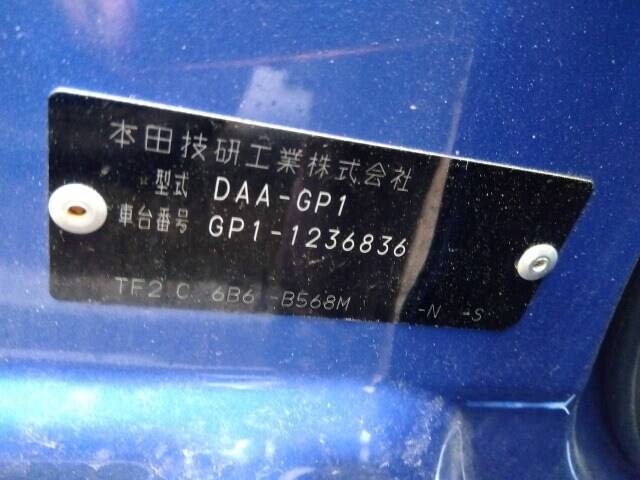 本田技研工業株式会社
型式 DAA-GP1
車台番号 GP1-1236836
TF2 C 6B6 -B568M -N -S